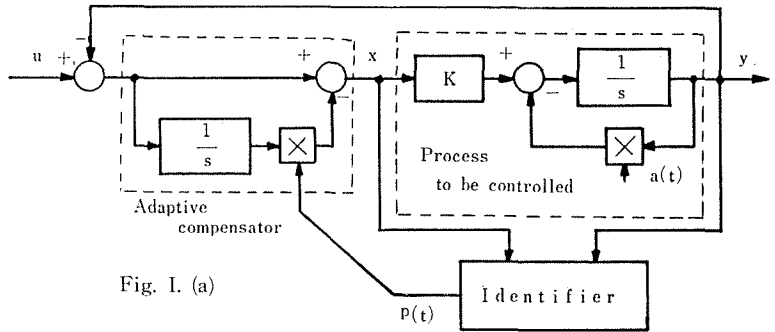 u
+
−
+
−
x
1
s
×
K
+
−
1
s
y
×
a(t)
Process
to be controlled
Adaptive
compensator
p(t)
Identifier
Fig. I. (a)